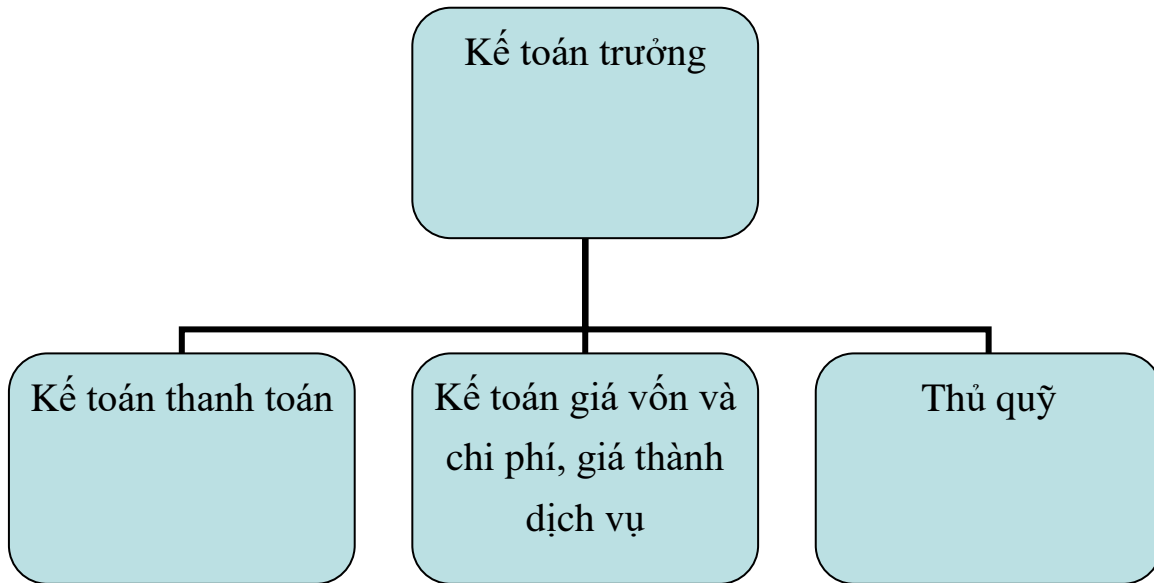 Kế toán trưởng
Kế toán thanh toán
Kế toán giá vốn và
chi phí, giá thành
dịch vụ
Thủ quỹ